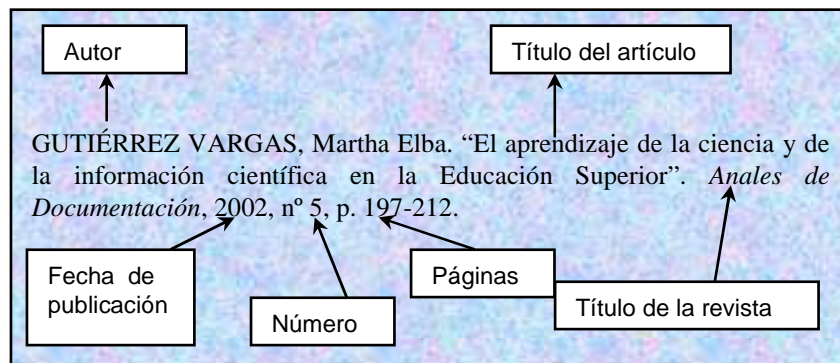 Autor
Título del artículo
GUTIÉRREZ VARGAS, Martha Elba. “El aprendizaje de la ciencia y de
la información científica en la Educación Superior”. Anales de
Documentación, 2002, nº 5, p. 197-212.
Fecha de
publicación
Número
Páginas
Título de la revista